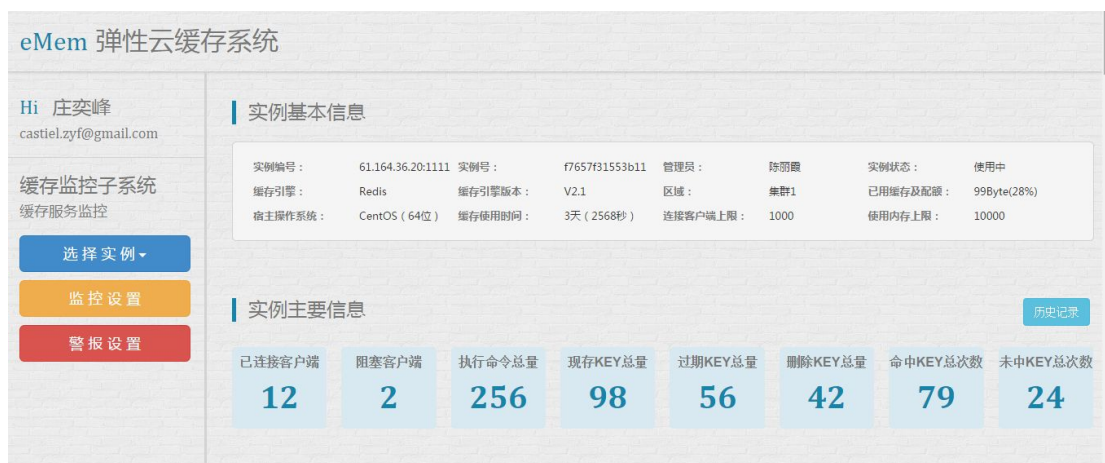 eMem 弹性云缓存系统
Hi 庄奕峰
castiel.zyf@gmail.com
缓存监控子系统
缓存服务监控
选择实例
监控设置
警报设置
实例基本信息
实例编号： 61.164.36.20:1111 实例号： f7657f31553b11 管理员： 陈丽霞 实例状态： 使用中
缓存引擎： Redis 缓存引擎版本： V2.1 区域： 集群1 已用缓存及配额： 99Byte(28%)
宿主操作系统： CentOS（64位） 缓存使用时间： 3天（2568秒） 连接客户端上限： 1000 使用内存上限： 10000
实例主要信息
历史记录
已连接客户端 阻塞客户端 执行命令总量 现存KEY总量 过期KEY总量 删除KEY总量 命中KEY总次数 未中KEY总次数
12 2 256 98 56 42 79 24